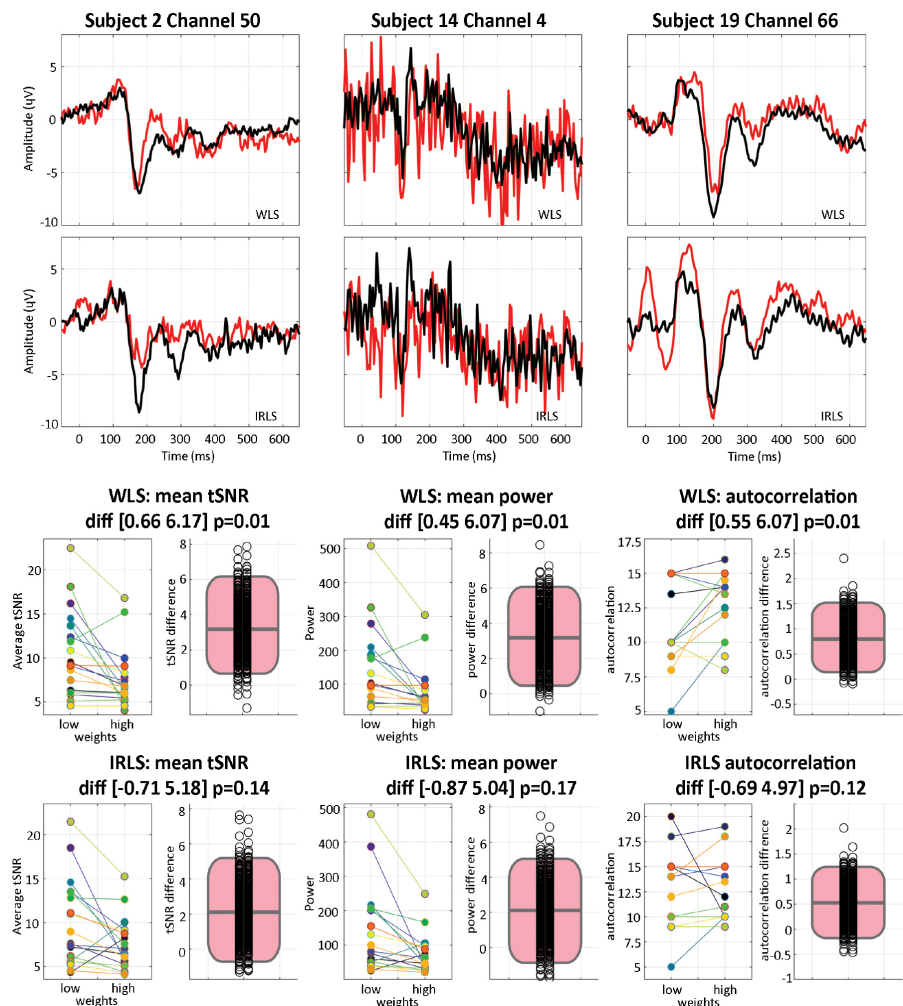 Subject 2 Channel 50
Subject 14 Channel 4
Subject 19 Channel 66
Amplitude (qV)
5
0
-5
-10
WLS
WLS
WLS
Amplitude (qV)
5
0
-5
-10
IRLS
IRLS
IRLS
0 100 200 300 400 500 600
0 100 200 300 400 500 600
0 100 200 300 400 500 600
Time (ms)
Time (ms)
Time (ms)
WLS: mean tSNR
diff [0.66 6.17] p=0.01
Average tSNR
20
15
10
5
low high
weights
tSNR difference
8
6
4
2
0
WLS: mean power
diff [0.45 6.07] p=0.01
Power
500
400
300
200
100
low high
weights
power difference
8
6
4
2
0
WLS: autocorrelation
diff [0.55 6.07] p=0.01
autocorrelation
17.5
15
12.5
10
7.5
5
low high
weights
autocorrelation diffrence
2.5
2
1.5
1
0.5
0
-0.5
IRLS: mean tSNR
diff [-0.71 5.18] p=0.14
Average tSNR
20
15
10
5
low high
weights
tSNR difference
8
6
4
2
0
IRLS: mean power
diff [-0.87 5.04] p=0.17
Power
500
400
300
200
100
low high
weights
power difference
8
6
4
2
0
IRLS autocorrelation
diff [-0.69 4.97] p=0.12
autocorrelation
20
17.5
15
12.5
10
7.5
5
low high
weights
autocorrelation diffrence
2.5
2
1.5
1
0.5
0
-0.5
-1